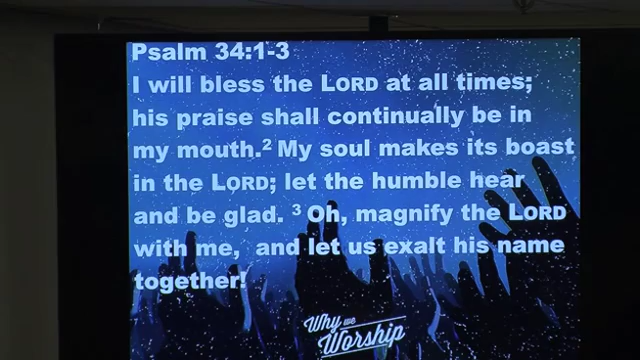 Psalm 34:1-3
I will bless the LORD at all times;
his praise shall continually be in
my mouth.² My soul makes its boast
in the LORD; let the humble hear
and be glad. ³ Oh, magnify the LORD
with me, and let us exalt his name
together!
Why we
Worship